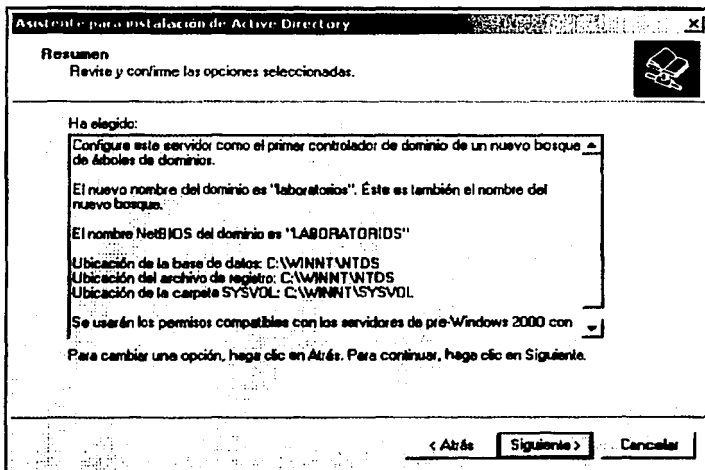 Asistente para instalación de Active Directory
Resumen
Revise y confirme las opciones seleccionadas.
Ha elegido:
Configure este servidor como el primer controlador de dominio de un nuevo bosque
de árboles de dominios.
El nuevo nombre del dominio es "laboratorios". Éste es también el nombre del
nuevo bosque.
El nombre NetBIOS del dominio es "LABORATORIOS"
Ubicación de la base de datos: C:\WINNT\NTDS
Ubicación del archivo de registro: C:\WINNT\NTDS
Ubicación de la carpeta SYSVOL: C:\WINNT\SYSVOL
Se usarán los permisos compatibles con los servidores de pre-Windows 2000 con
Para cambiar una opción, haga clic en Atrás. Para continuar, haga clic en Siguiente.
< Atrás Siguiente > Cancelar